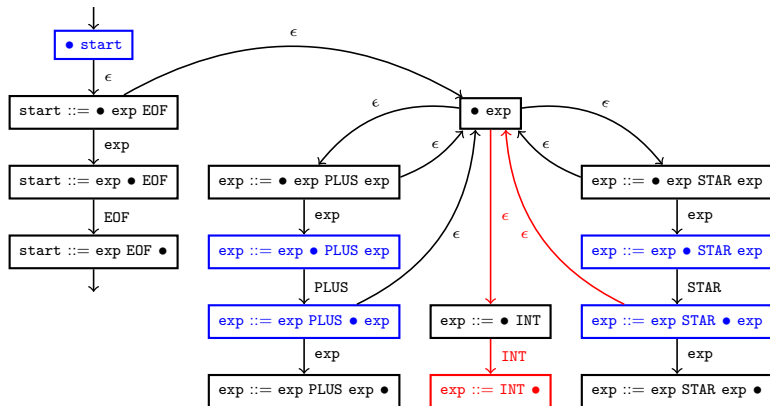 ● start
ϵ
ϵ
start ::= ● exp EOF
● exp
ϵ
ϵ
exp
ϵ
ϵ
start ::= exp ● EOF
exp ::= ● exp PLUS exp
exp ::= ● exp STAR exp
EOF
exp
ϵ
ϵ
ϵ
exp
start ::= exp EOF ●
exp ::= exp ● PLUS exp
exp ::= exp ● STAR exp
PLUS
STAR
exp ::= exp PLUS ● exp
exp ::= ● INT
exp ::= exp STAR ● exp
exp
INT
exp
exp ::= exp PLUS exp ●
exp ::= INT ●
exp ::= exp STAR exp ●